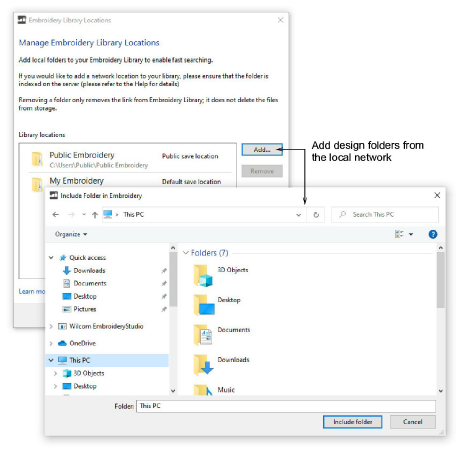 Embroidery Library Locations
Manage Embroidery Library Locations
Add local folders to your Embroidery Library to enable fast searching.
If you would like to add a network location to your library, please ensure that the folder is
indexed on the server (please refer to the Help for details)
Removing a folder only removes the link from Embroidery Library; it does not delete the files
from storage.
Library locations
Public Embroidery
Public save location
C:\Users\Public\Public Embroidery
My Embroidery
Default save location
Add...
Remove
Add design folders from
the local network
Learn mo
Include Folder in Embroidery
This PC
Search This PC
Organize
Quick access
Downloads
Documents
Desktop
Pictures
Wilcom EmbroideryStudio
OneDrive
This PC
3D Objects
Desktop
Folders (7)
3D Objects
Desktop
Documents
Downloads
Music
Folder: This PC
Include folder
Cancel